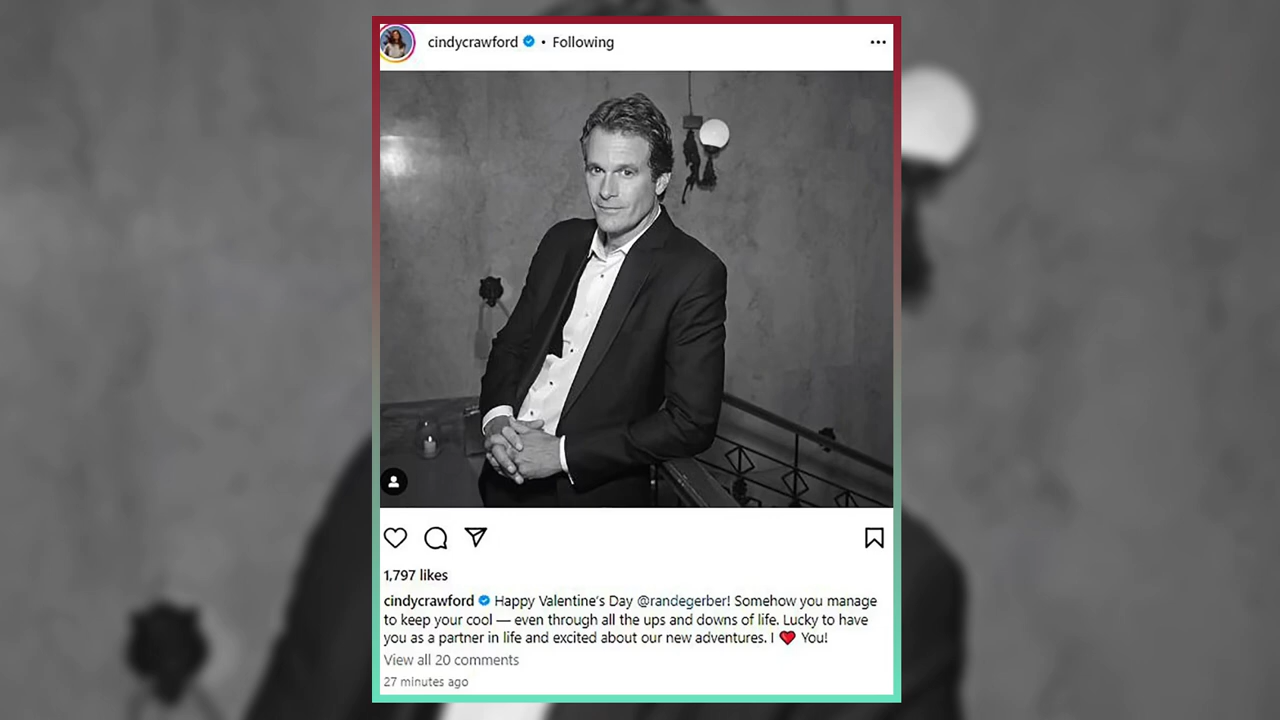 cindycrawford • Following
1,797 likes
cindycrawford Happy Valentine's Day @randegerber! Somehow you manage
to keep your cool — even through all the ups and downs of life. Lucky to have
you as a partner in life and excited about our new adventures. I ❤️ You!
View all 20 comments
27 minutes ago